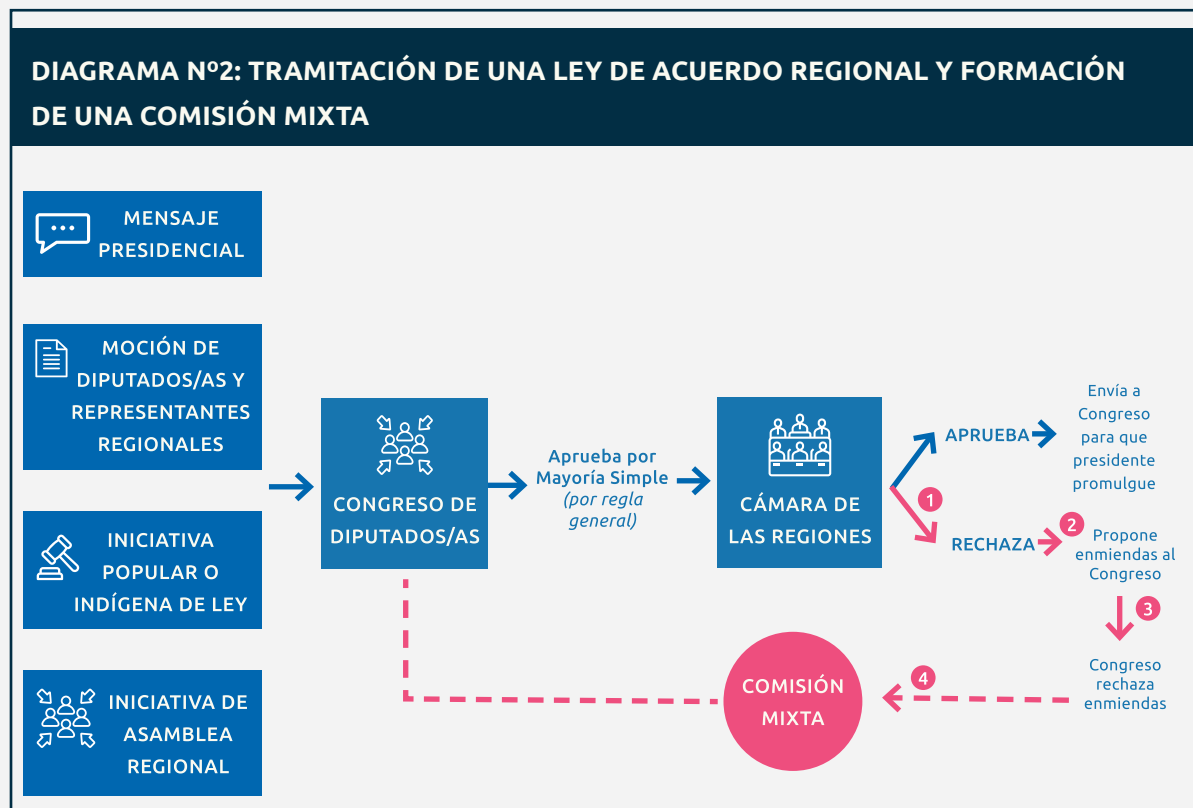 DIAGRAMA Nº2: TRAMITACIÓN DE UNA LEY DE ACUERDO REGIONAL Y FORMACIÓN
DE UNA COMISIÓN MIXTA
MENSAJE
PRESIDENCIAL
MOCIÓN DE
DIPUTADOS/AS Y
REPRESENTANTES
REGIONALES
INICIATIVA
POPULAR O
INDÍGENA DE LEY
INICIATIVA DE
ASAMBLEA
REGIONAL
CONGRESO DE
DIPUTADOS/AS
Aprueba por
Mayoría Simple
(por regla
general)
CÁMARA DE
LAS REGIONES
APRUEBA
Envía a
Congreso
para que
presidente
promulgue
1
RECHAZA
2
Propone
enmiendas al
Congreso
3
Congreso
rechaza
enmiendas
4
COMISIÓN
MIXTA